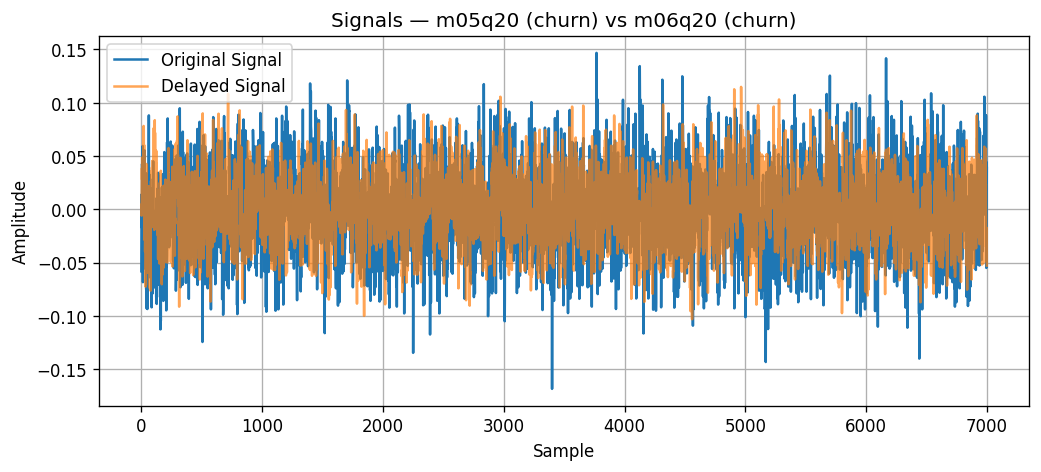 Signals — m05q20 (churn) vs m06q20 (churn)
Original Signal
Delayed Signal
0.15
0.10
0.05
0.00
−0.05
−0.10
−0.15
Amplitude
0 1000 2000 3000 4000 5000 6000 7000
Sample